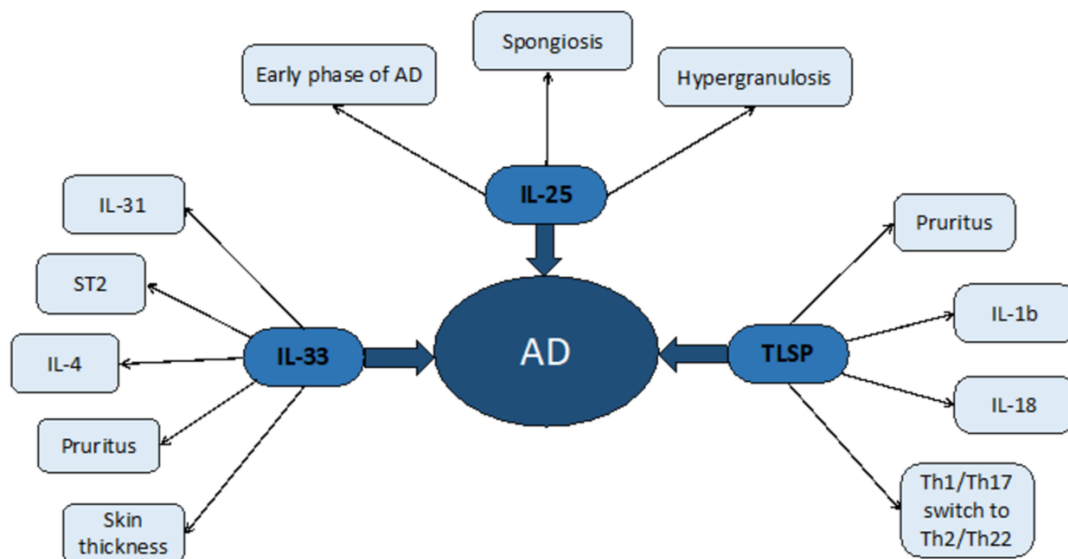 Spongiosis
Early phase of AD
Hypergranulosis
IL-25
IL-31
Pruritus
ST2
IL-1b
IL-33
AD
TLSP
IL-4
IL-18
Pruritus
Skin
thickness
Th1/Th17
switch to
Th2/Th22